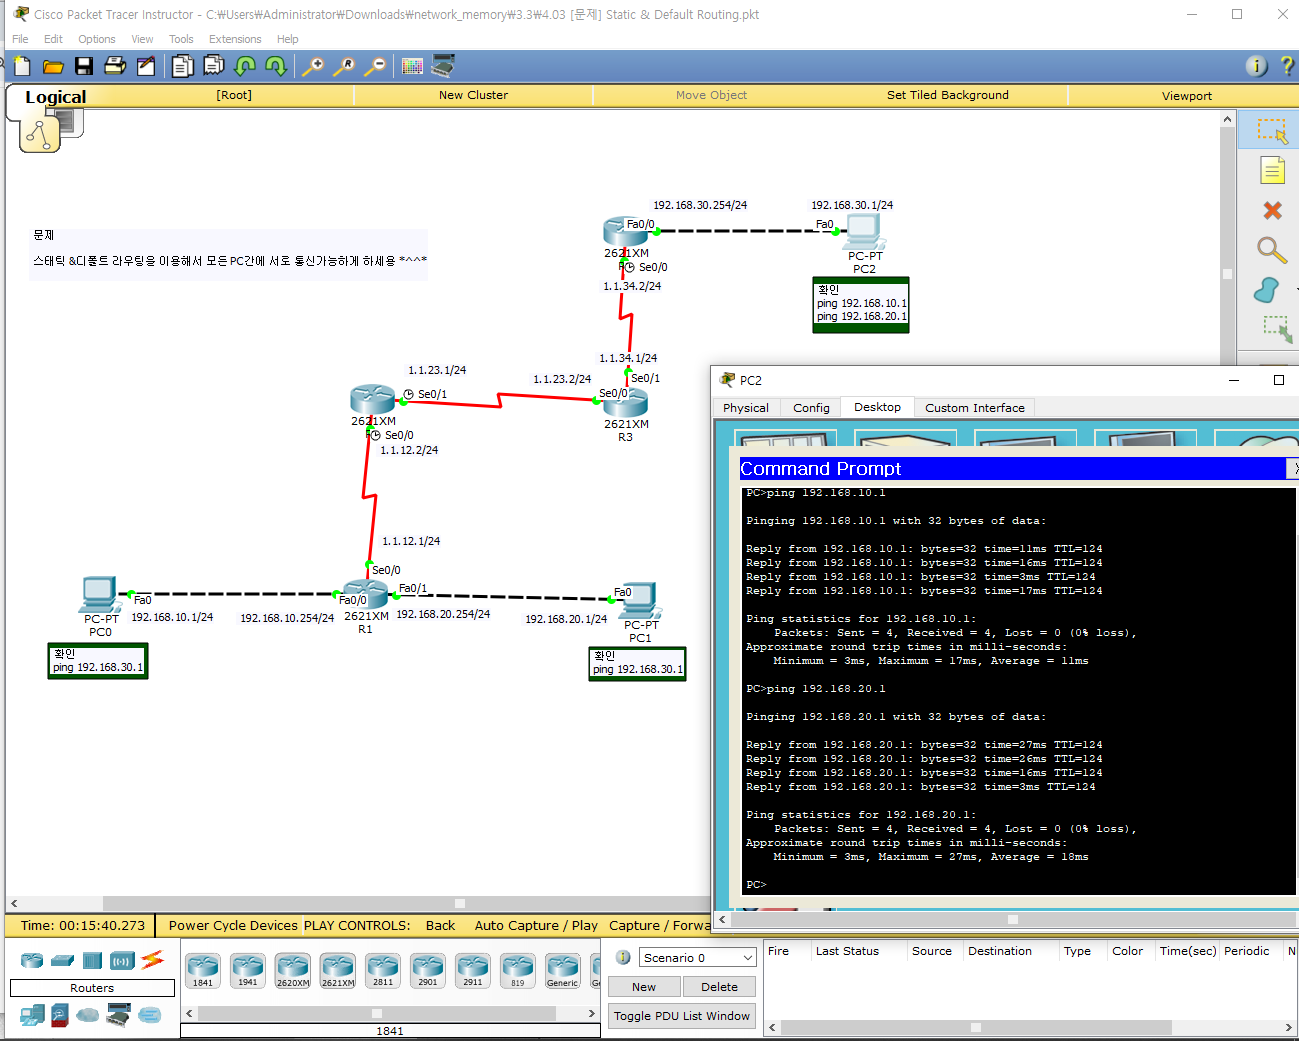 Cisco Packet Tracer Instructor - C:₩Users₩Administrator₩Downloads₩network_memory₩3.3₩4.03 [문제] Static & Default Routing.pkt
File Edit Options View Tools Extensions Help
Logical [Root] New Cluster Move Object Set Tiled Background Viewport
문제
스태틱 &디폴트 라우팅을 이용해서 모든 PC간에 서로 통신가능하게 하세용 *^^*
192.168.30.254/24
192.168.30.1/24
Fa0/0
Fa0
2621XM
Se0/0
1.1.34.2/24
PC-PT
PC2
확인
ping 192.168.10.1
ping 192.168.20.1
1.1.34.1/24
Se0/1
1.1.23.1/24
1.1.23.2/24
Se0/1
Se0/0
2621XM
2621XM
R3
Se0/0
1.1.12.2/24
1.1.12.1/24
Se0/0
Fa0/1
Fa0
Fa0/0
Fa0
192.168.10.1/24
192.168.10.254/24
2621XM
R1
192.168.20.254/24
192.168.20.1/24
PC-PT
PC0
PC-PT
PC1
확인
ping 192.168.30.1
확인
ping 192.168.30.1
PC2
Physical Config Desktop Custom Interface
Command Prompt X
PC>ping 192.168.10.1
Pinging 192.168.10.1 with 32 bytes of data:
Reply from 192.168.10.1: bytes=32 time=11ms TTL=124
Reply from 192.168.10.1: bytes=32 time=16ms TTL=124
Reply from 192.168.10.1: bytes=32 time=3ms TTL=124
Reply from 192.168.10.1: bytes=32 time=17ms TTL=124
Ping statistics for 192.168.10.1:
Packets: Sent = 4, Received = 4, Lost = 0 (0% loss),
Approximate round trip times in milli-seconds:
Minimum = 3ms, Maximum = 17ms, Average = 11ms
PC>ping 192.168.20.1
Pinging 192.168.20.1 with 32 bytes of data:
Reply from 192.168.20.1: bytes=32 time=27ms TTL=124
Reply from 192.168.20.1: bytes=32 time=26ms TTL=124
Reply from 192.168.20.1: bytes=32 time=16ms TTL=124
Reply from 192.168.20.1: bytes=32 time=3ms TTL=124
Ping statistics for 192.168.20.1:
Packets: Sent = 4, Received = 4, Lost = 0 (0% loss),
Approximate round trip times in milli-seconds:
Minimum = 3ms, Maximum = 27ms, Average = 18ms
PC>
Time: 00:15:40.273 Power Cycle Devices PLAY CONTROLS: Back Auto Capture / Play Capture / Forwa
Routers
1841 1941 2620XM 2621XM 2811 2901 2911 819 Generic Ge
1841
Scenario 0
New Delete
Toggle PDU List Window
Fire Last Status Source Destination Type Color Time(sec) Periodic N